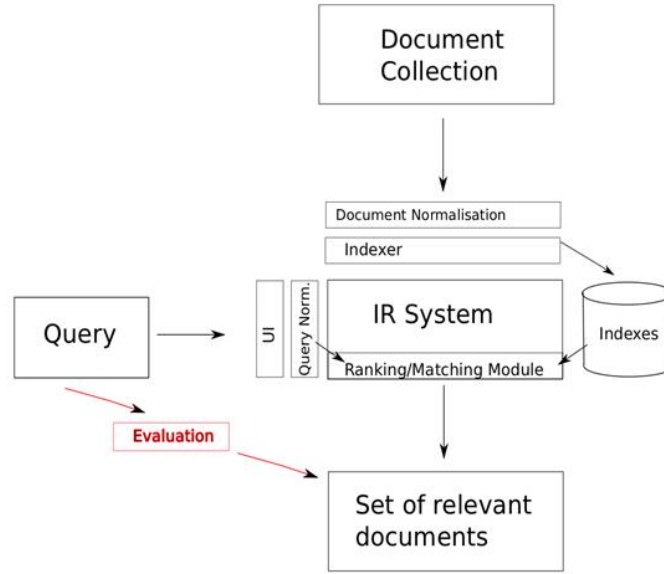 Document
Collection
Document Normalisation
Indexer
Query
UI
Query Norm.
IR System
Ranking/Matching Module
Indexes
Evaluation
Set of relevant
documents